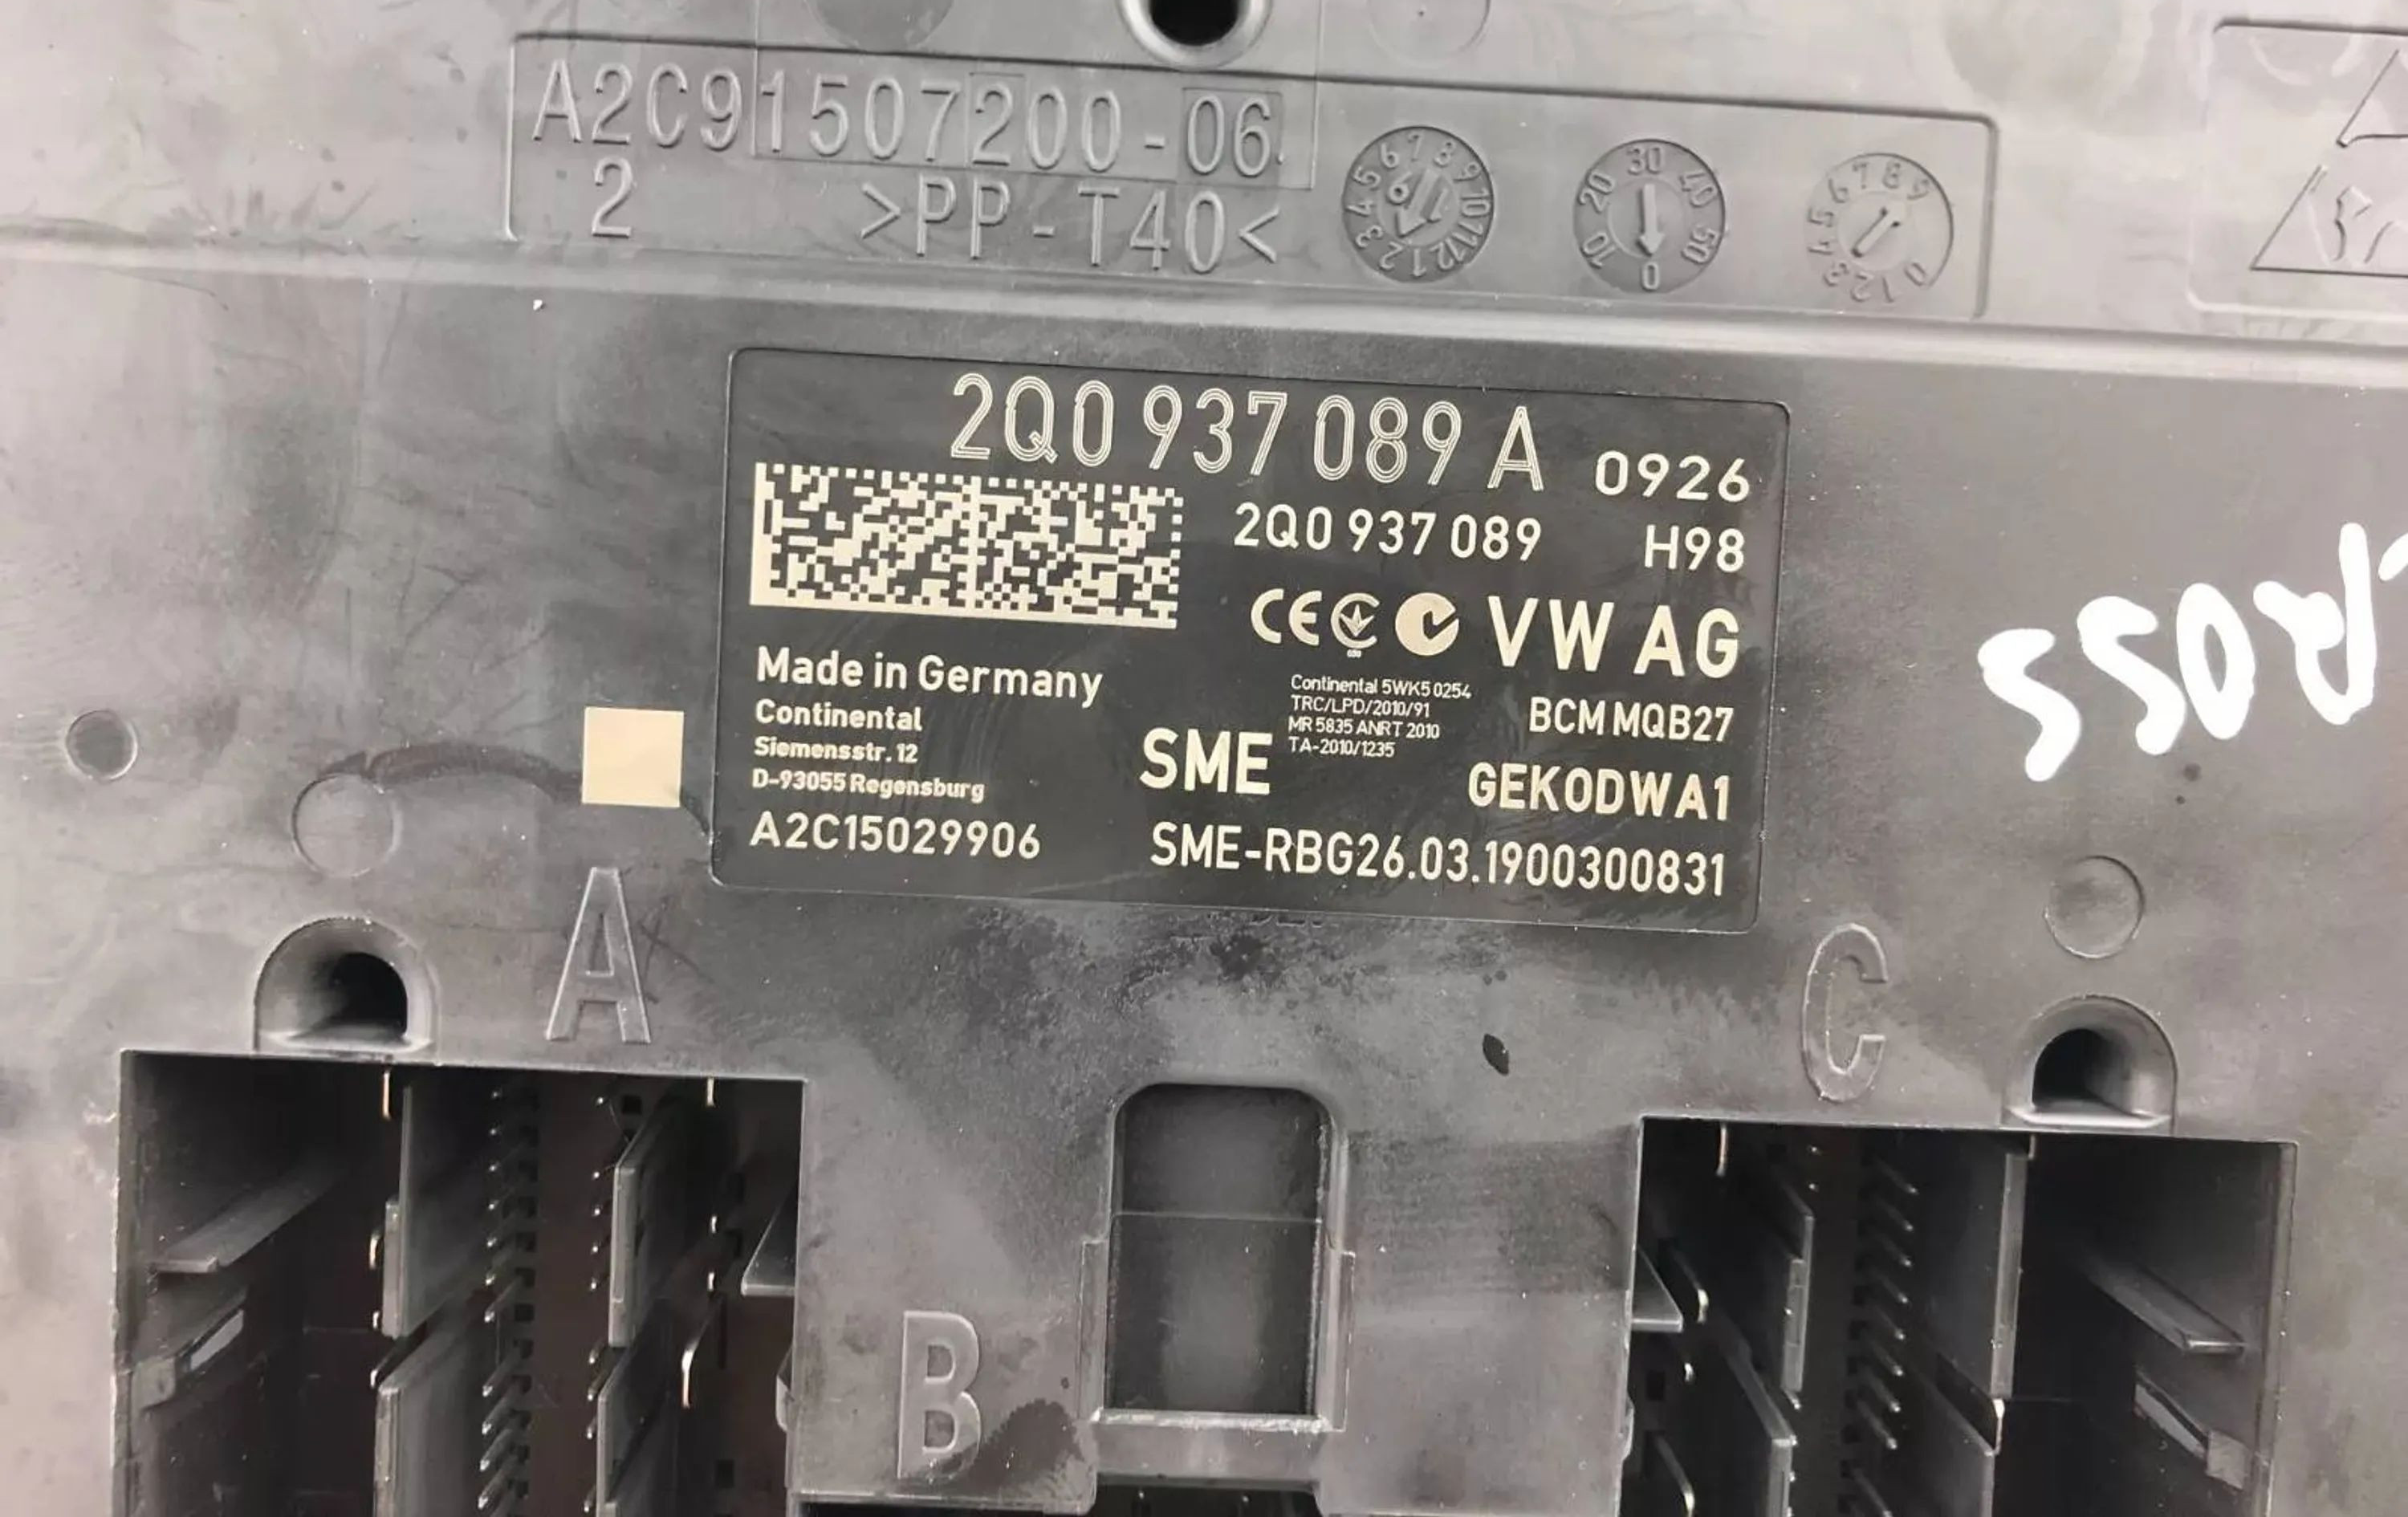 A2C91507200-06
2 >PP-T40<
2Q0 937 089 A 0926
2Q0 937 089 H98
CE VW AG
Made in Germany
Continental
Siemensstr. 12
D-93055 Regensburg
A2C15029906
Continental 5WK5 0254
TRC/LPD/2010/91
MR 5835 ANRT 2010
TA-2010/1235
SME
BCM MQB27
GEK0DWA1
SME-RBG26.03.1900300831
A
C
B